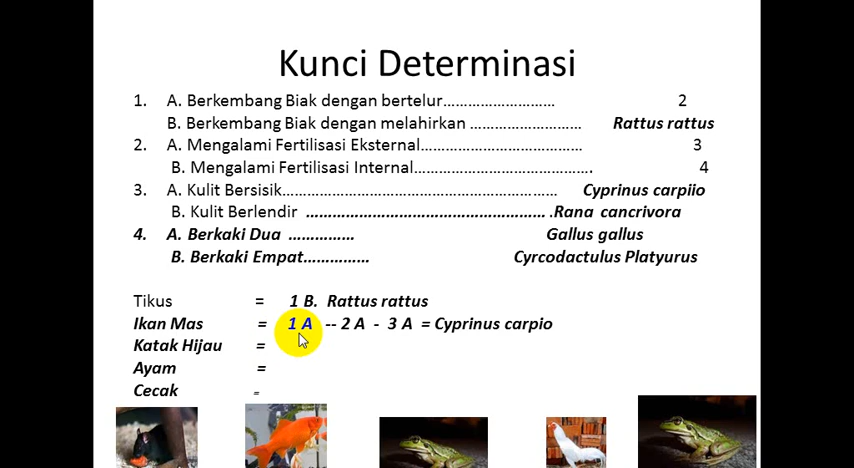 Kunci Determinasi
1. A. Berkembang Biak dengan bertelur............................ 2
B. Berkembang Biak dengan melahirkan ............................ Rattus rattus
2. A. Mengalami Fertilisasi Eksternal........................................ 3
B. Mengalami Fertilisasi Internal............................................ 4
3. A. Kulit Bersisik.................................................................... Cyprinus carpiio
B. Kulit Berlendir ............................................................ .Rana cancrivora
4. A. Berkaki Dua ................ Gallus gallus
B. Berkaki Empat................ Cyrcodactulus Platyurus
Tikus = 1 B. Rattus rattus
Ikan Mas = 1 A -- 2 A - 3 A = Cyprinus carpio
Katak Hijau =
Ayam =
Cecak =